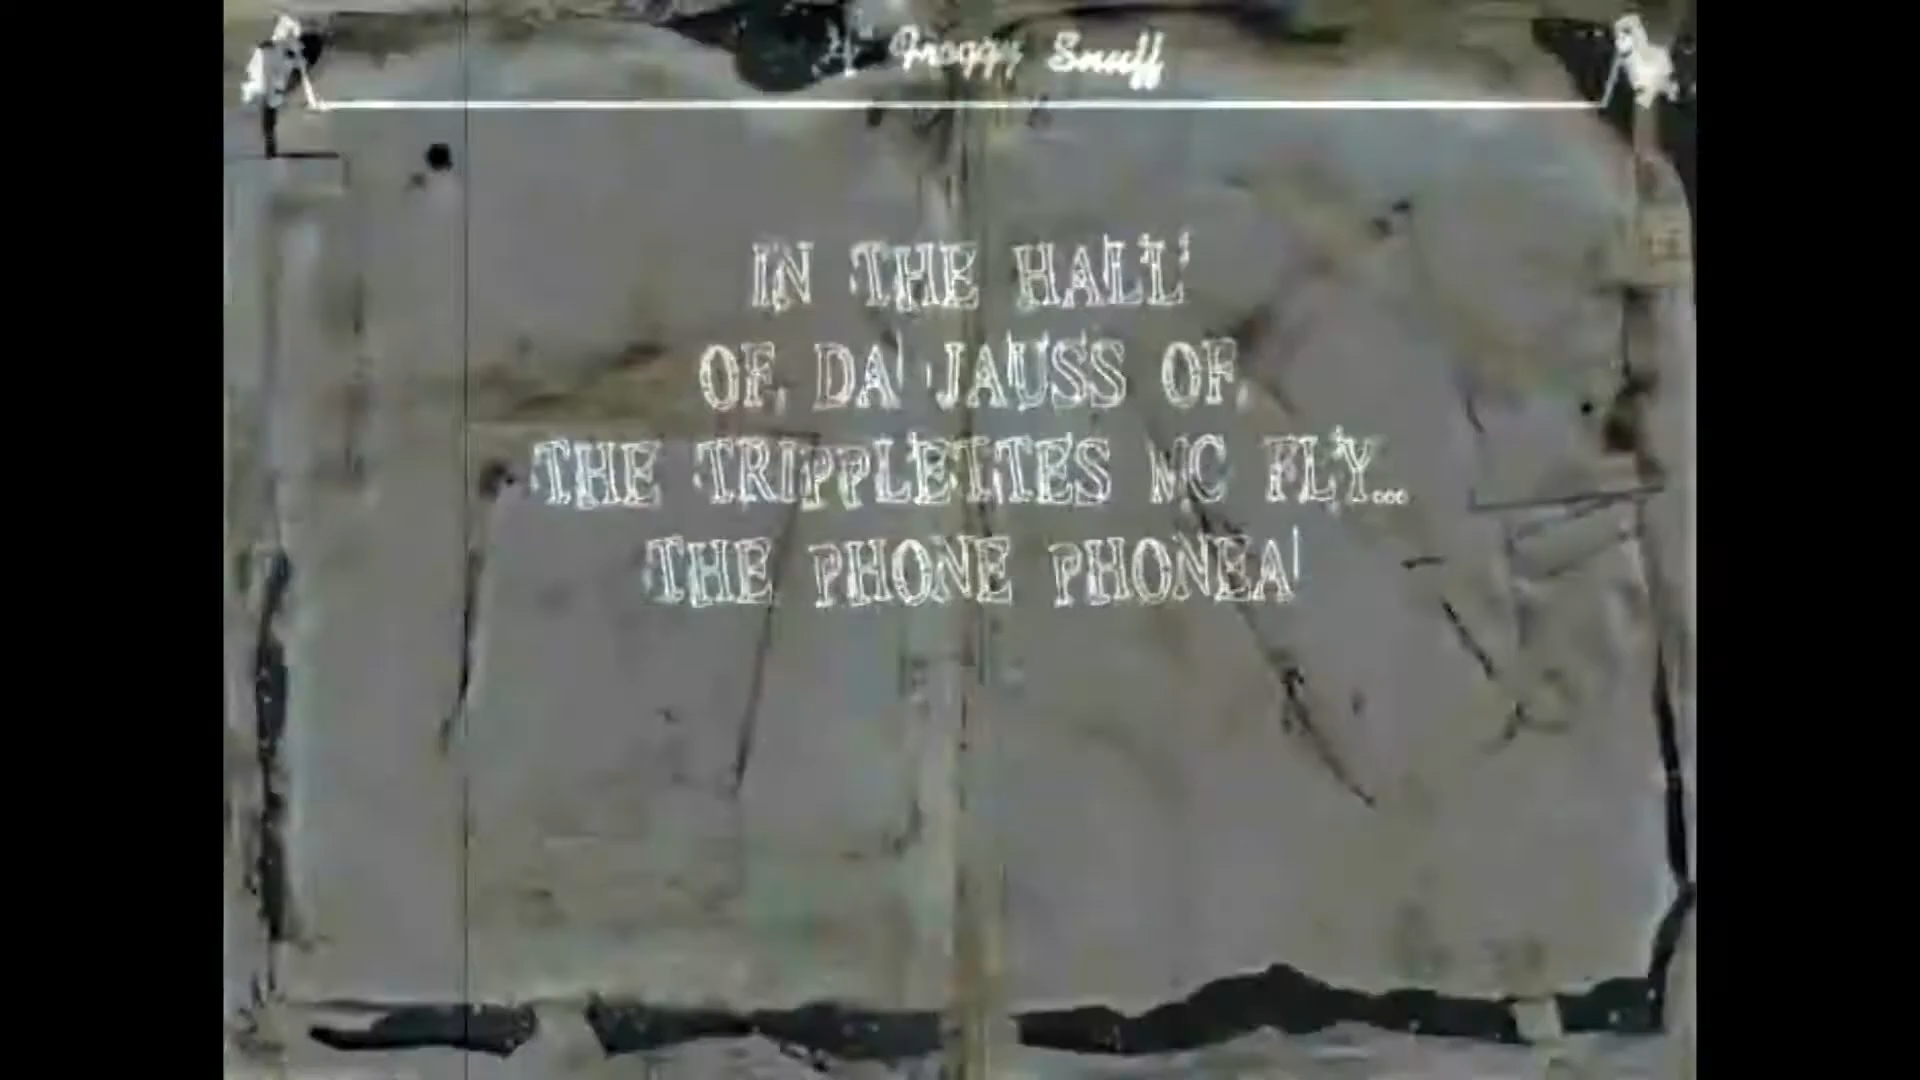 A Froggy Snuff
IN THE HALL
OF DA JAUSS OF
THE TRIPPLETTES MC FLY...
THE PHONE PHONEA